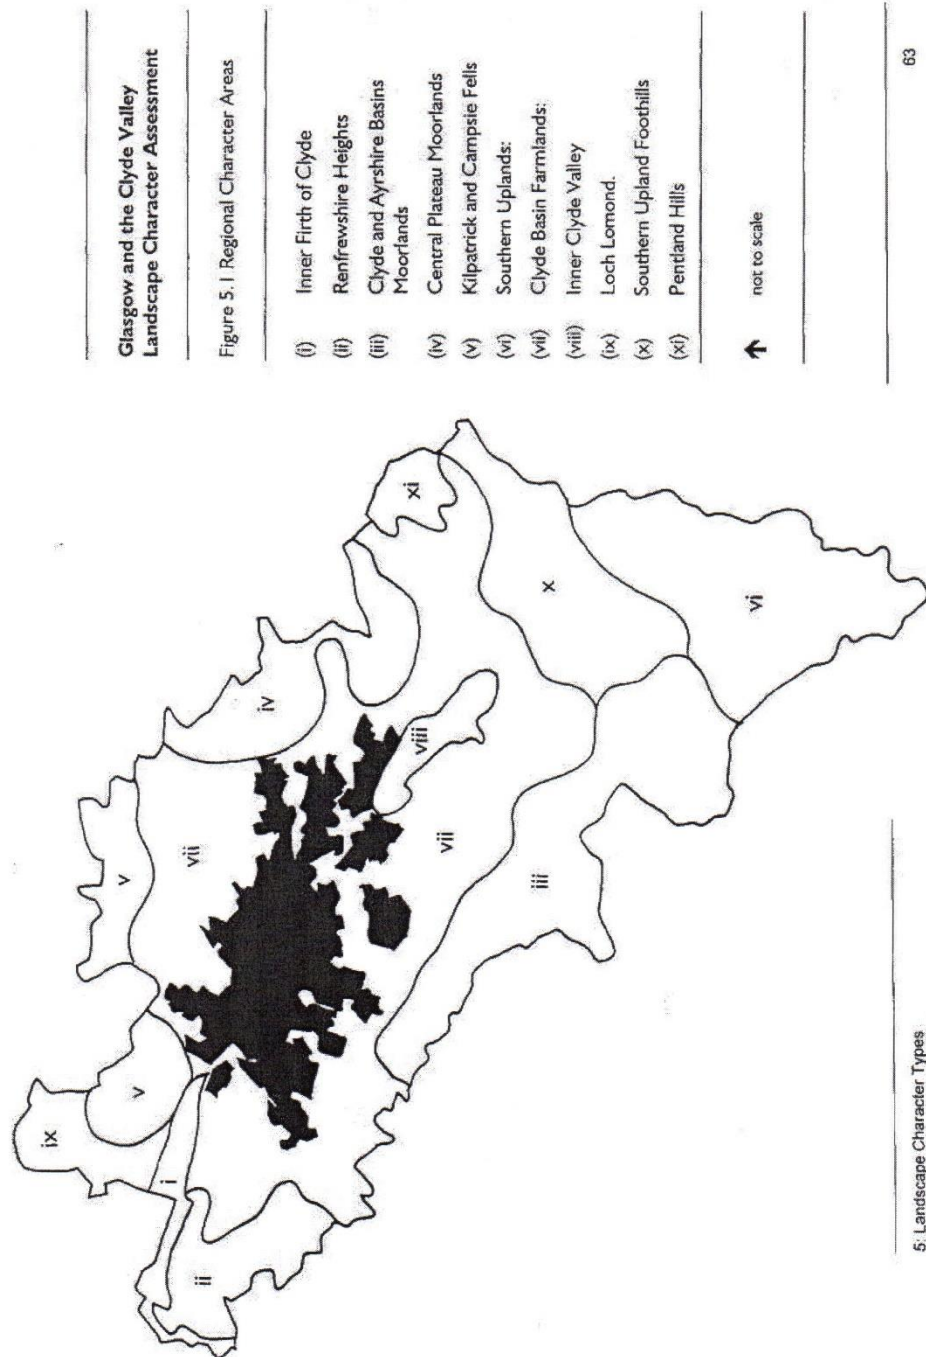 Glasgow and the Clyde Valley
Landscape Character Assessment
Figure 5.1 Regional Character Areas
(i) Inner Firth of Clyde
(ii) Renfrewshire Heights
(iii) Clyde and Ayrshire Basins
Moorlands
(iv) Central Plateau Moorlands
(v) Kilpatrick and Campsie Fells
(vi) Southern Uplands:
(vii) Clyde Basin Farmlands:
(viii) Inner Clyde Valley
(ix) Loch Lomond.
(x) Southern Upland Foothills
(xi) Pentland Hills
not to scale
63
ix
v
v
i
ii
vii
iv
viii
vii
iii
xi
x
vi
5: Landscape Character Types